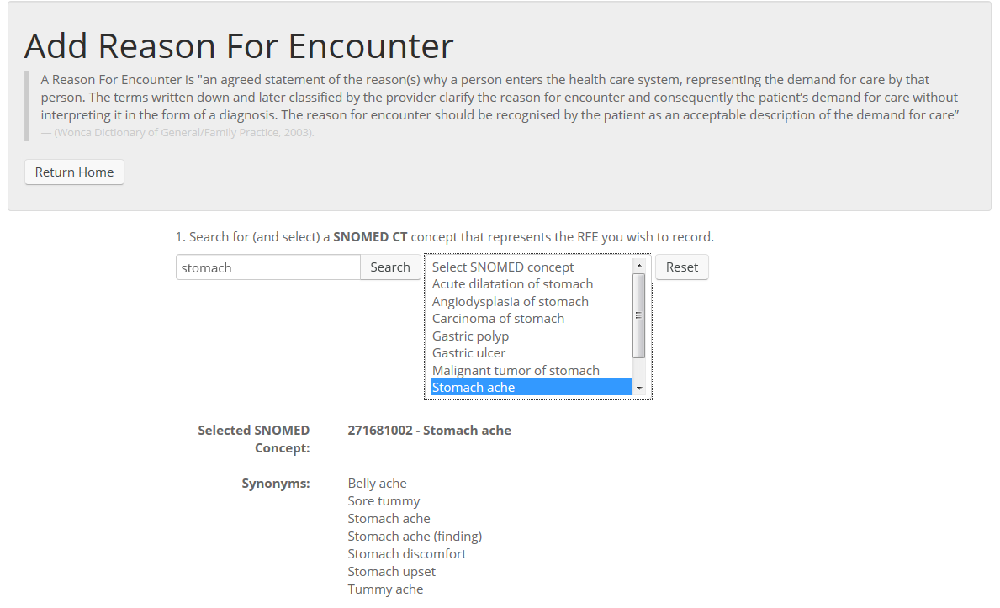 Add Reason For Encounter
A Reason For Encounter is "an agreed statement of the reason(s) why a person enters the health care system, representing the demand for care by that
person. The terms written down and later classified by the provider clarify the reason for encounter and consequently the patient’s demand for care without
interpreting it in the form of a diagnosis. The reason for encounter should be recognised by the patient as an acceptable description of the demand for care”
— (Wonca Dictionary of General/Family Practice, 2003).
Return Home
1. Search for (and select) a SNOMED CT concept that represents the RFE you wish to record.
stomach
Search
Select SNOMED concept
Acute dilatation of stomach
Angiodysplasia of stomach
Carcinoma of stomach
Gastric polyp
Gastric ulcer
Malignant tumor of stomach
Stomach ache
Reset
Selected SNOMED
Concept:
271681002 - Stomach ache
Synonyms:
Belly ache
Sore tummy
Stomach ache
Stomach ache (finding)
Stomach discomfort
Stomach upset
Tummy ache